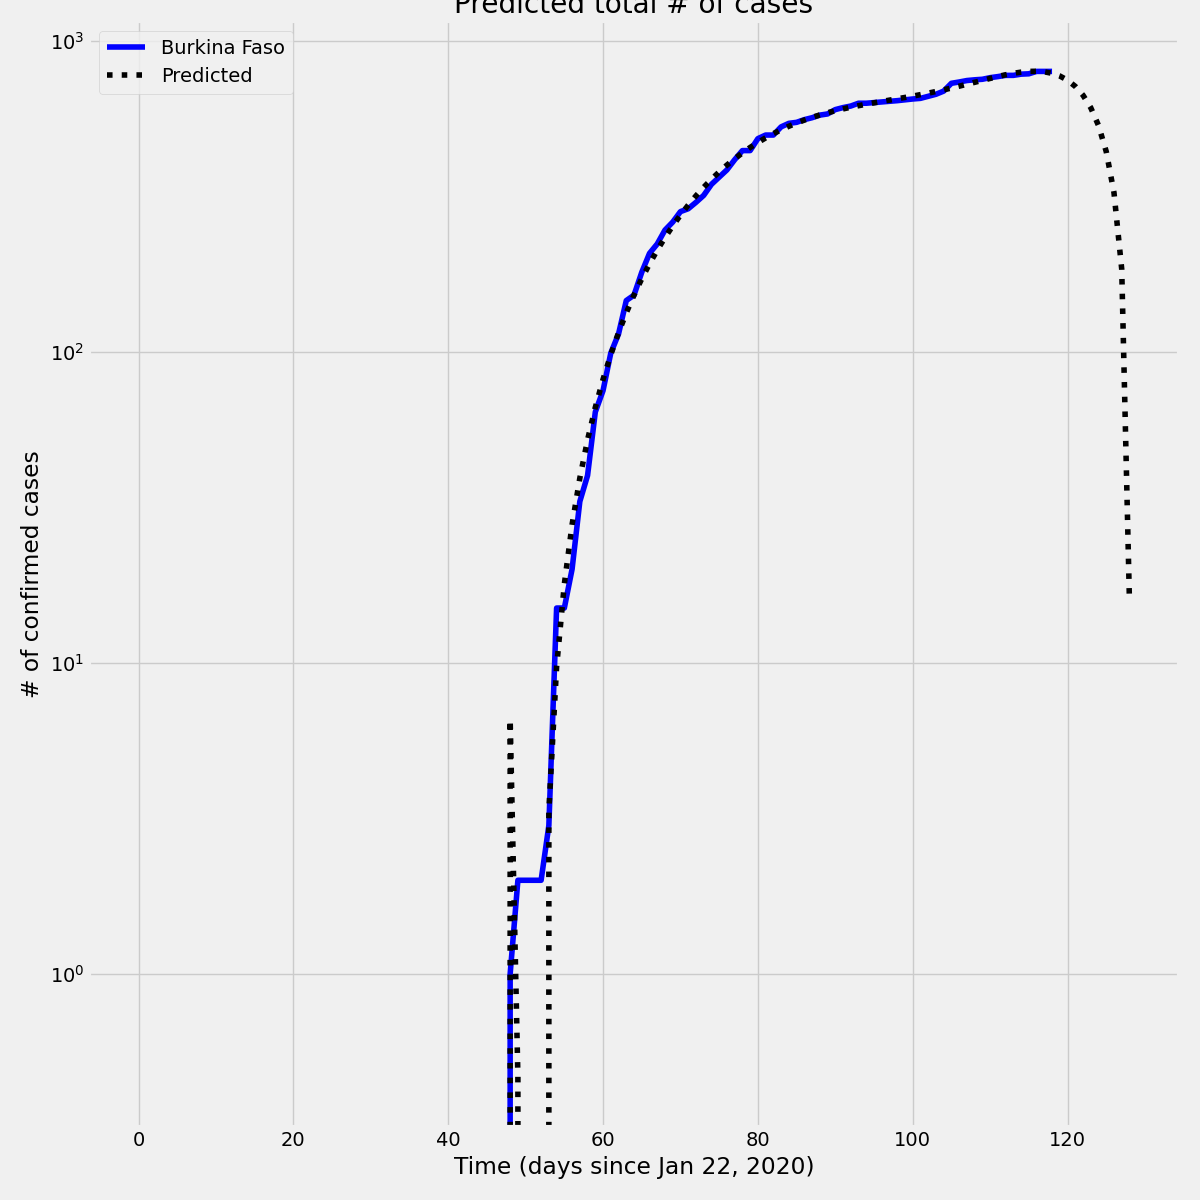 Predicted total # of cases
Burkina Faso
Predicted
10³
10²
10¹
10⁰
# of confirmed cases
0 20 40 60 80 100 120
Time (days since Jan 22, 2020)